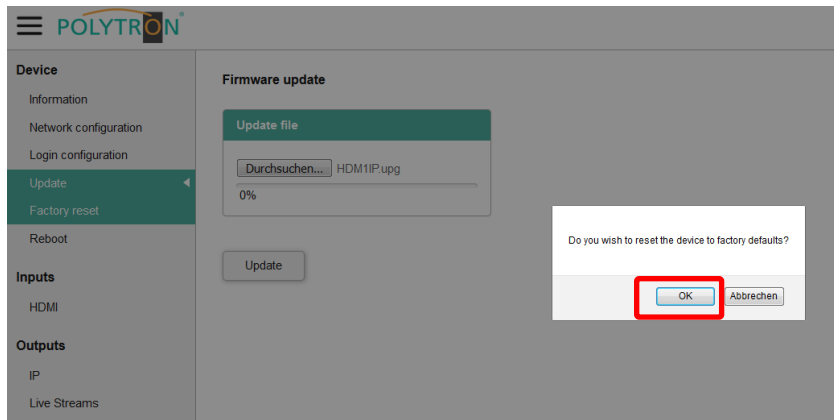 POLYTRON
Device
Information
Network configuration
Login configuration
Update
Factory reset
Reboot
Inputs
HDMI
Outputs
IP
Live Streams
Firmware update
Update file
Durchsuchen... HDM1IP.upg
0%
Update
Do you wish to reset the device to factory defaults?
OK Abbrechen